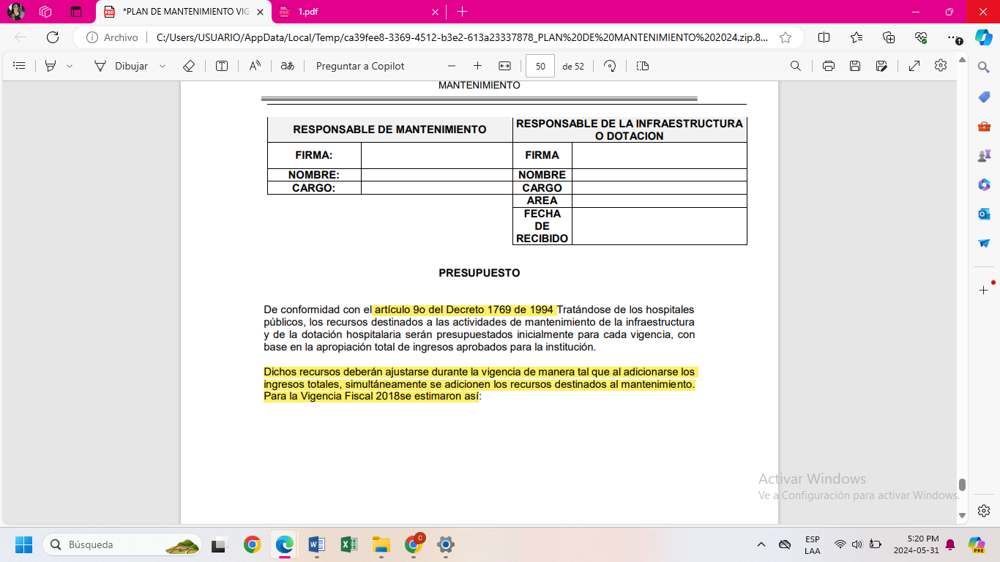 *PLAN DE MANTENIMIENTO VIG
1.pdf
Archivo
C:/Users/USUARIO/AppData/Local/Temp/ca39fee8-3369-4512-b3e2-613a23337878_PLAN%20DE%20MANTENIMIENTO%202024.zip.8...
Dibujar
aあ
Preguntar a Copilot
50
de 52
MANTENIMIENTO
RESPONSABLE DE MANTENIMIENTO
RESPONSABLE DE LA INFRAESTRUCTURA
O DOTACION
FIRMA:
FIRMA
NOMBRE:
NOMBRE
CARGO:
CARGO
AREA
FECHA
DE
RECIBIDO
PRESUPUESTO
De conformidad con el artículo 9o del Decreto 1769 de 1994 Tratándose de los hospitales
públicos, los recursos destinados a las actividades de mantenimiento de la infraestructura
y de la dotación hospitalaria serán presupuestados inicialmente para cada vigencia, con
base en la apropiación total de ingresos aprobados para la institución.
Dichos recursos deberán ajustarse durante la vigencia de manera tal que al adicionarse los
ingresos totales, simultáneamente se adicionen los recursos destinados al mantenimiento.
Para la Vigencia Fiscal 2018se estimaron así:
Activar Windows
Ve a Configuración para activar Windows.
Búsqueda
ESP
LAA
5:20 PM
2024-05-31
PRE